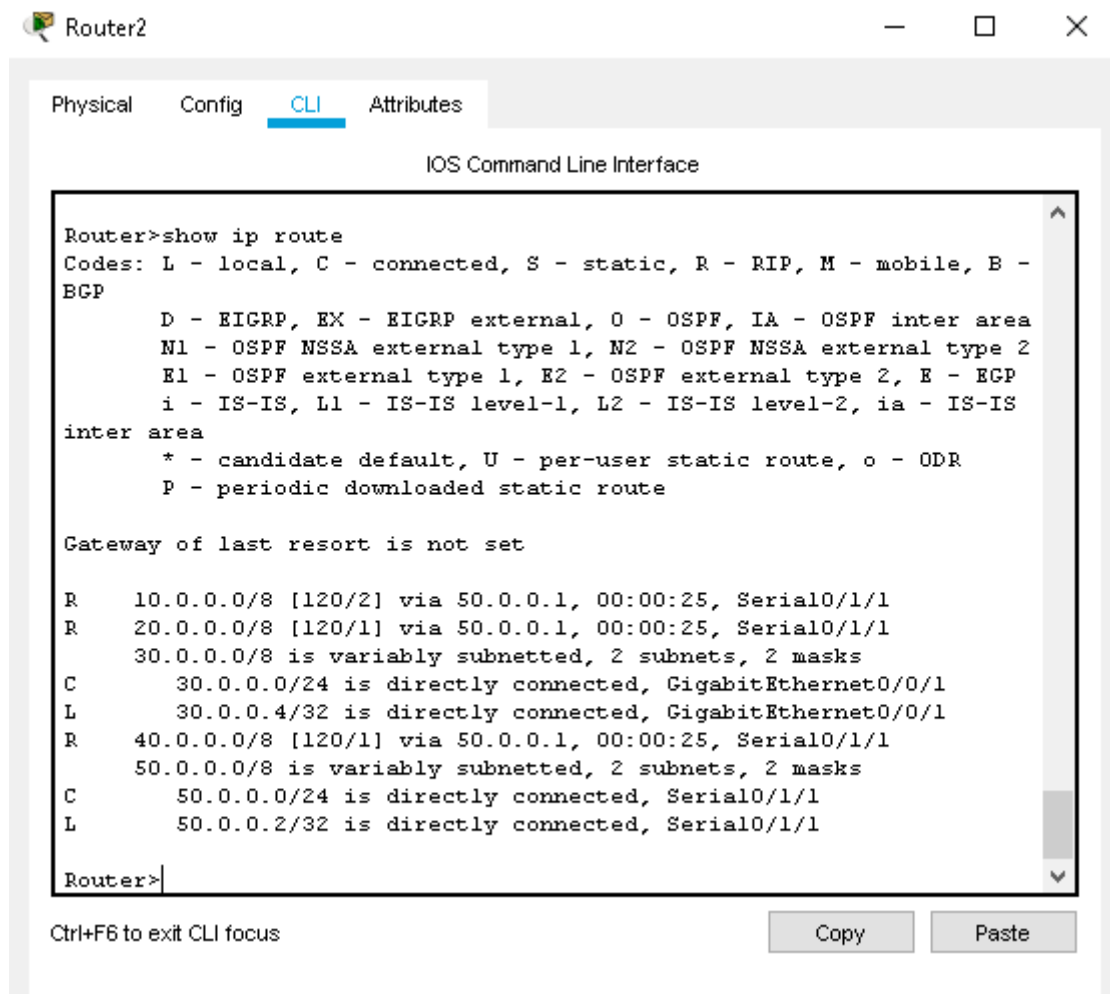 Router2
Physical Config CLI Attributes
IOS Command Line Interface
Router>show ip route
Codes: L - local, C - connected, S - static, R - RIP, M - mobile, B -
BGP
D - EIGRP, EX - EIGRP external, O - OSPF, IA - OSPF inter area
N1 - OSPF NSSA external type 1, N2 - OSPF NSSA external type 2
E1 - OSPF external type 1, E2 - OSPF external type 2, E - EGP
i - IS-IS, L1 - IS-IS level-1, L2 - IS-IS level-2, ia - IS-IS
inter area
* - candidate default, U - per-user static route, o - ODR
P - periodic downloaded static route
Gateway of last resort is not set
R 10.0.0.0/8 [120/2] via 50.0.0.1, 00:00:25, Serial0/1/1
R 20.0.0.0/8 [120/1] via 50.0.0.1, 00:00:25, Serial0/1/1
30.0.0.0/8 is variably subnetted, 2 subnets, 2 masks
C 30.0.0.0/24 is directly connected, GigabitEthernet0/0/1
L 30.0.0.4/32 is directly connected, GigabitEthernet0/0/1
R 40.0.0.0/8 [120/1] via 50.0.0.1, 00:00:25, Serial0/1/1
50.0.0.0/8 is variably subnetted, 2 subnets, 2 masks
C 50.0.0.0/24 is directly connected, Serial0/1/1
L 50.0.0.2/32 is directly connected, Serial0/1/1
Router>
Ctrl+F6 to exit CLI focus Copy Paste